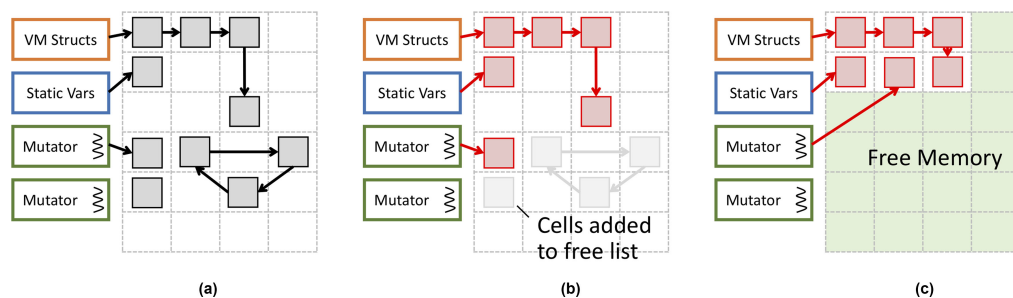 VM Structs
Static Vars
Mutator
Mutator
(a)
VM Structs
Static Vars
Mutator
Mutator
Cells added
to free list
(b)
VM Structs
Static Vars
Mutator
Mutator
Free Memory
(c)